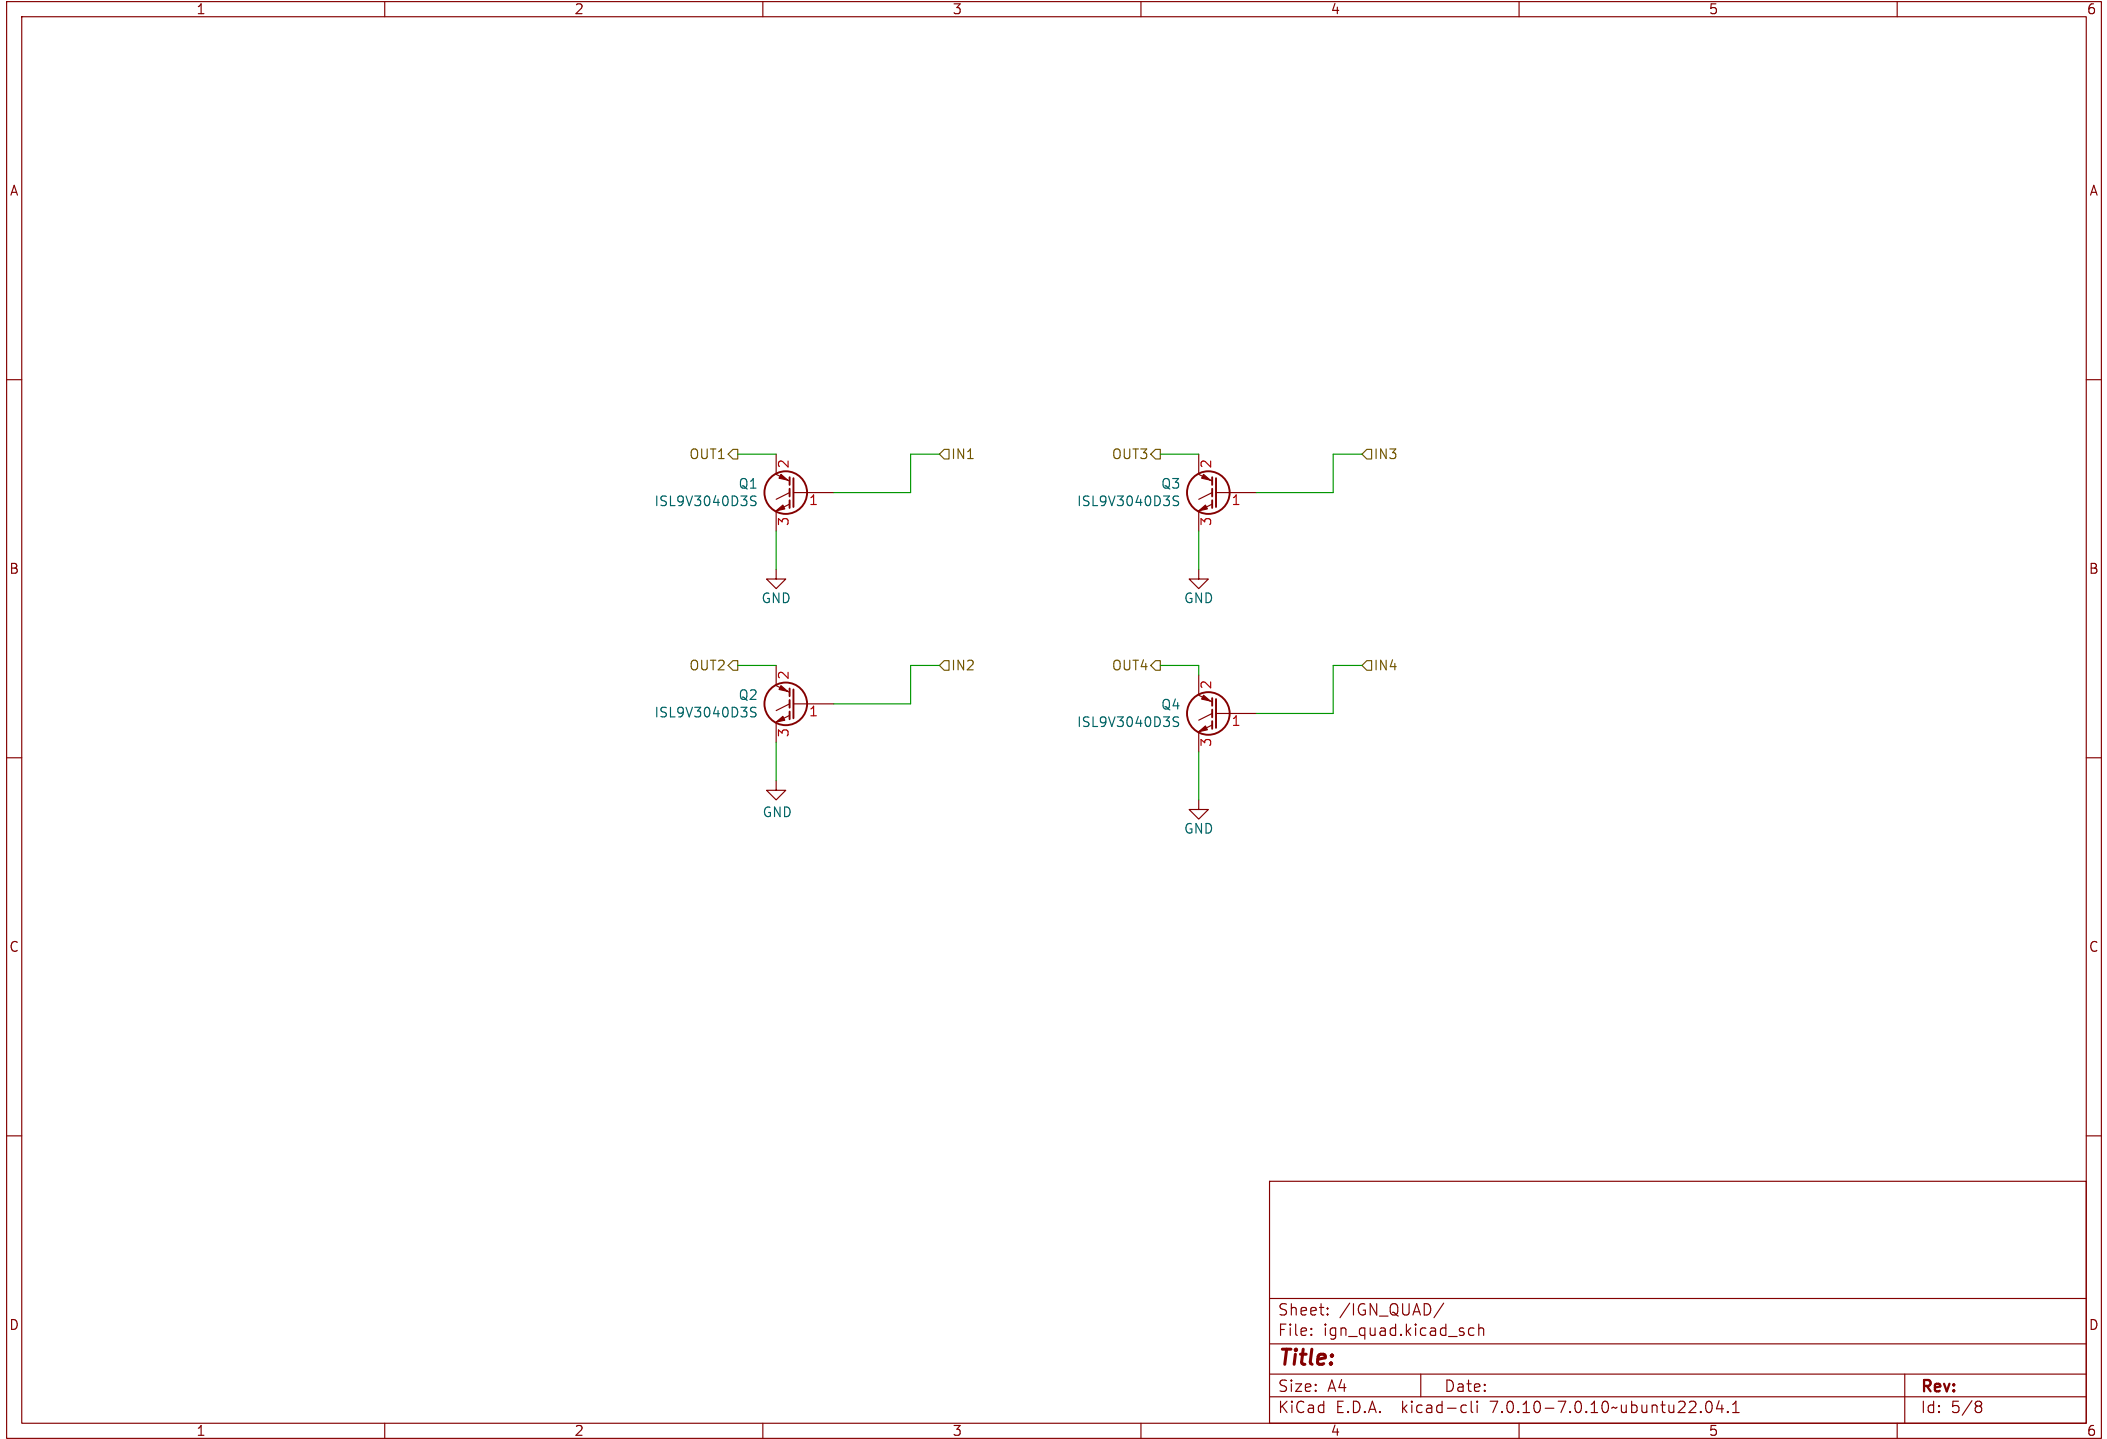 1 2 3 4 5 6
A A
OUT1 2 IN1 OUT3 2 IN3
Q1 Q3
ISL9V3040D3S 1 ISL9V3040D3S 1
3 3
B B
GND GND
OUT2 2 IN2 OUT4 2 IN4
Q2 Q4
ISL9V3040D3S 1 ISL9V3040D3S 1
3 3
GND GND
C C
Sheet: /IGN_QUAD/
D D
File: ign_quad.kicad_sch
Title:
Size: A4 Date: Rev:
KiCad E.D.A. kicad-cli 7.0.10-7.0.10~ubuntu22.04.1 Id: 5/8
1 2 3 4 5 6